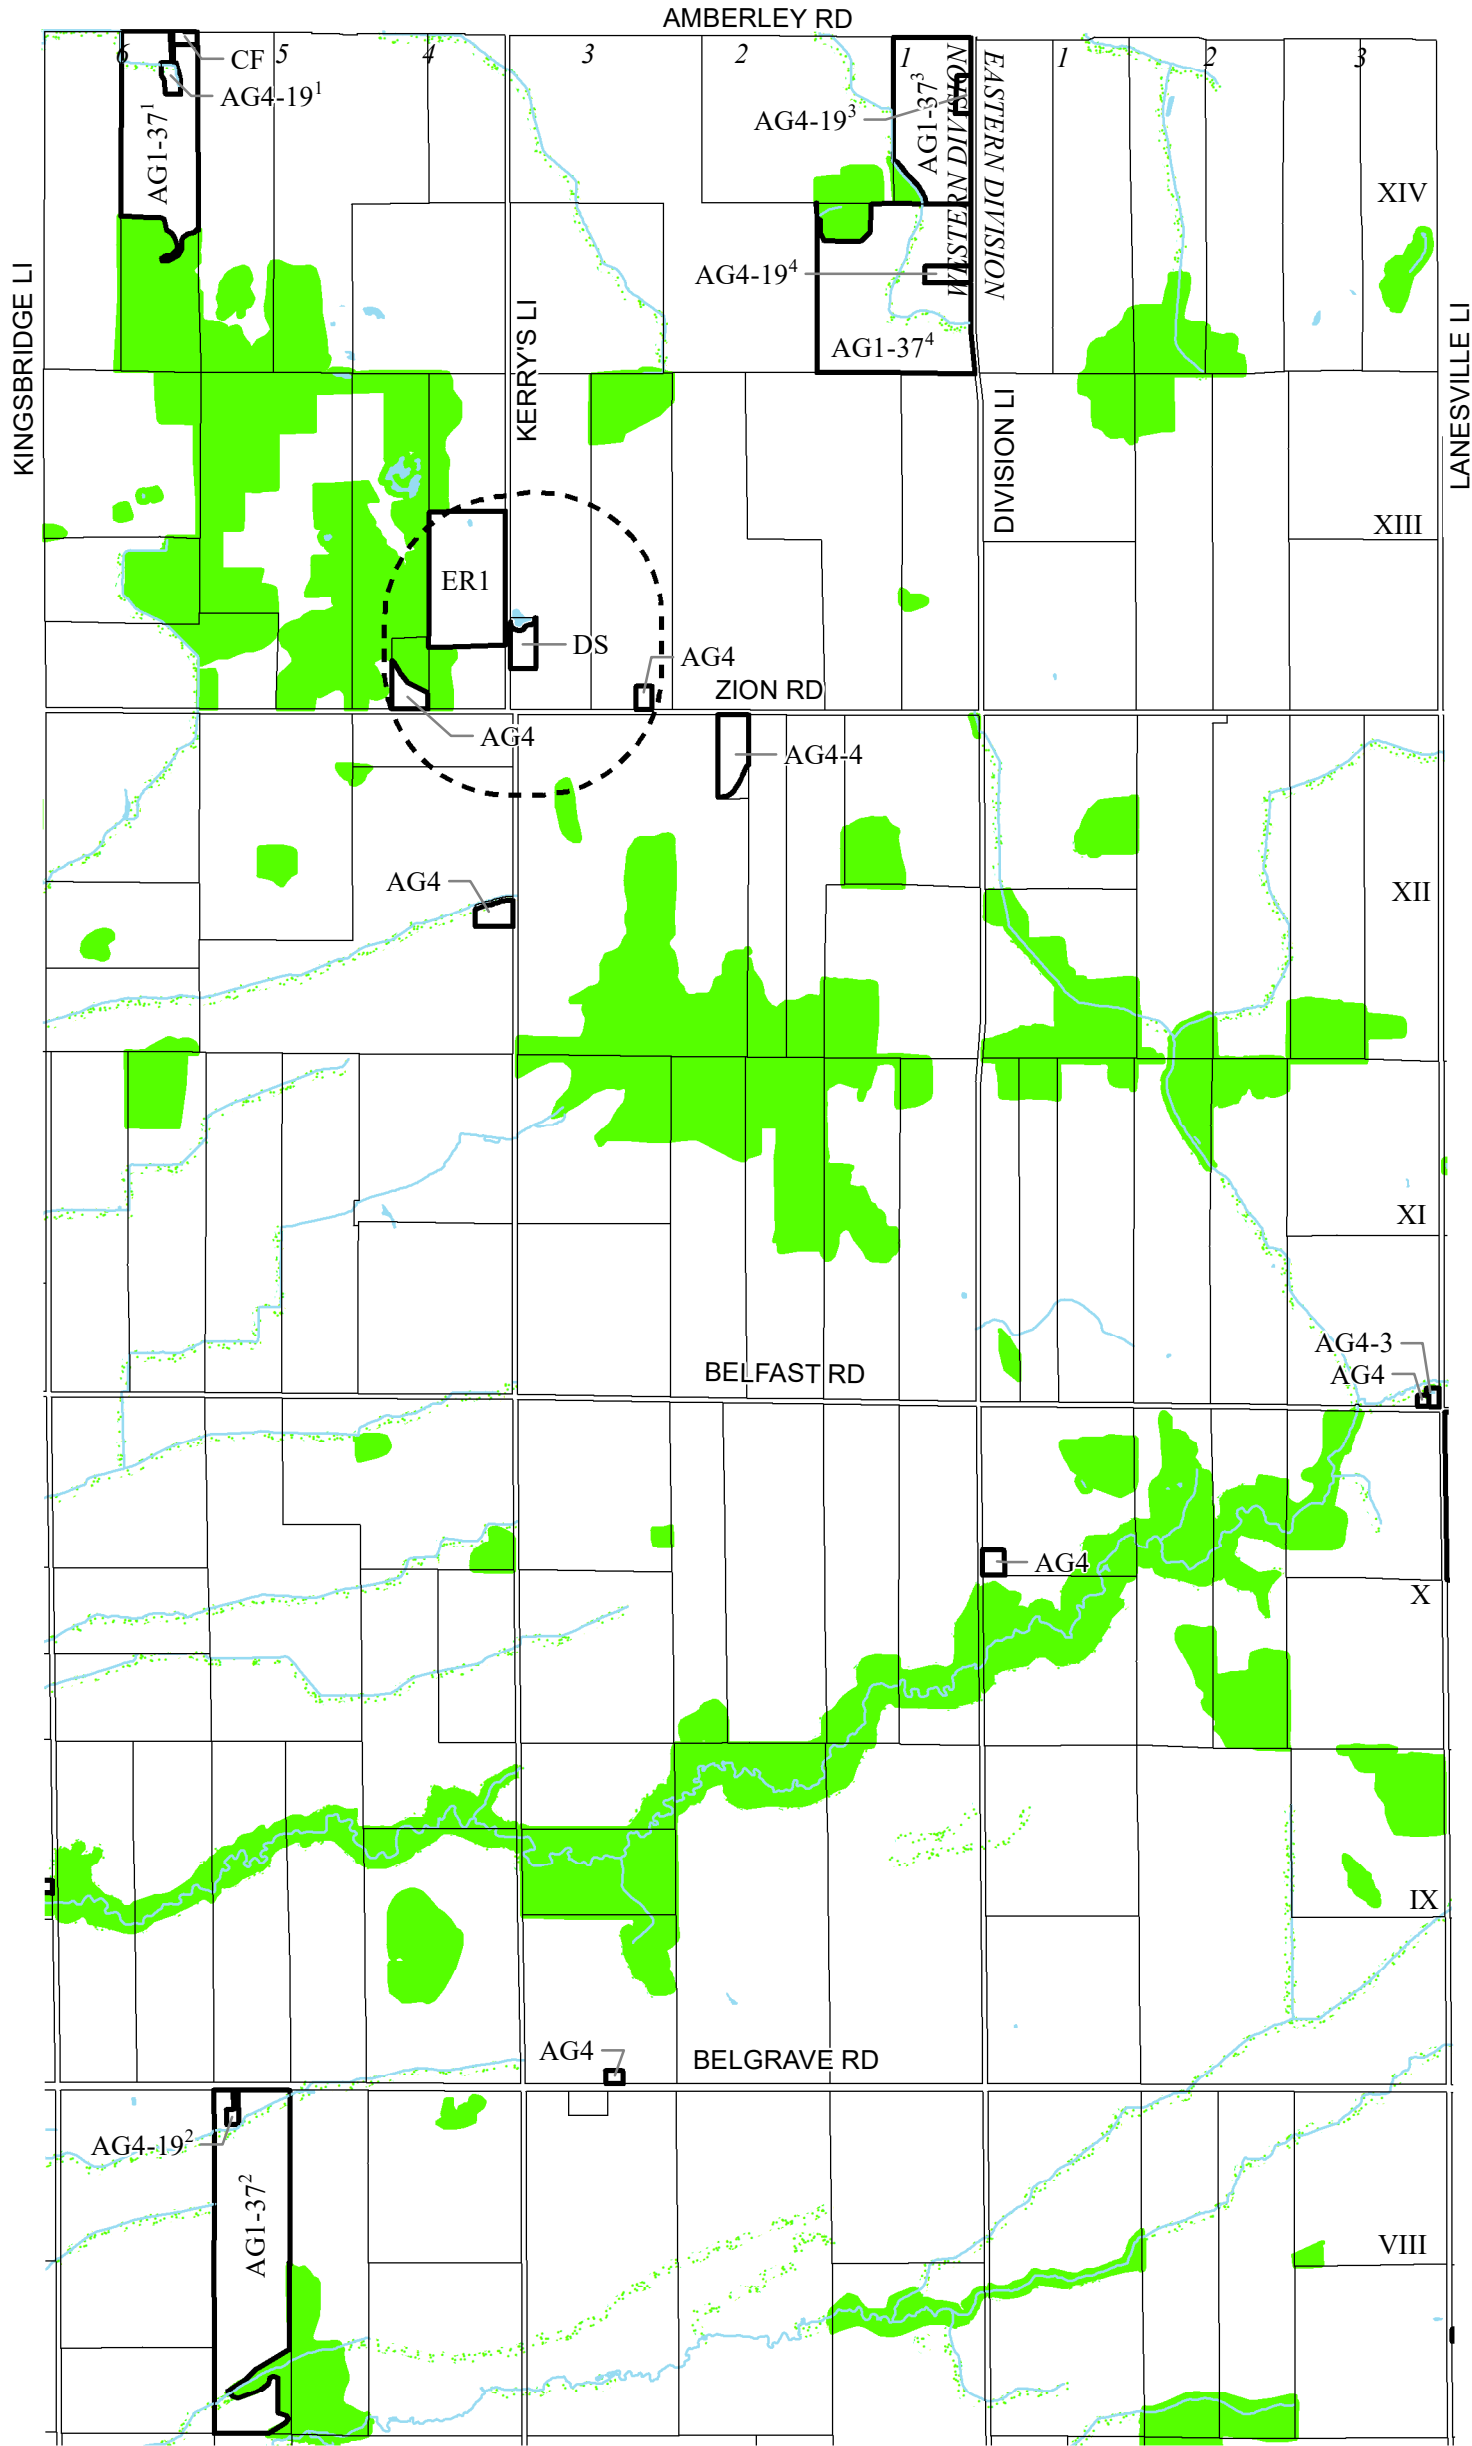 AMBERLEY RD
6
CF
5
4
3
2
1
1
2
3
AG4-19¹
AG1-37¹
AG4-19³
AG1-37³
WESTERN DIVISION
EASTERN DIVISION
XIV
AG4-19⁴
AG1-37⁴
KINGSBRIDGE LI
KERRY'S LI
DIVISION LI
LANESVILLE LI
XIII
ER1
DS
AG4
ZION RD
AG4
AG4-4
AG4
XII
XI
AG4-3
BELFAST RD
AG4
AG4
X
IX
AG4
BELGRAVE RD
AG4-19²
AG1-37²
VIII